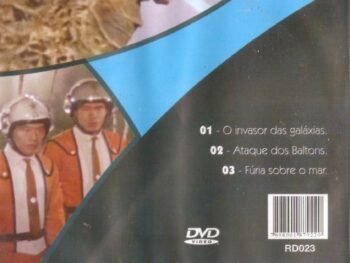 01 - O invasor das galáxias.
02 - Ataque dos Baltons.
03 - Fúria sobre o mar.
DVD
VIDEO
RD023